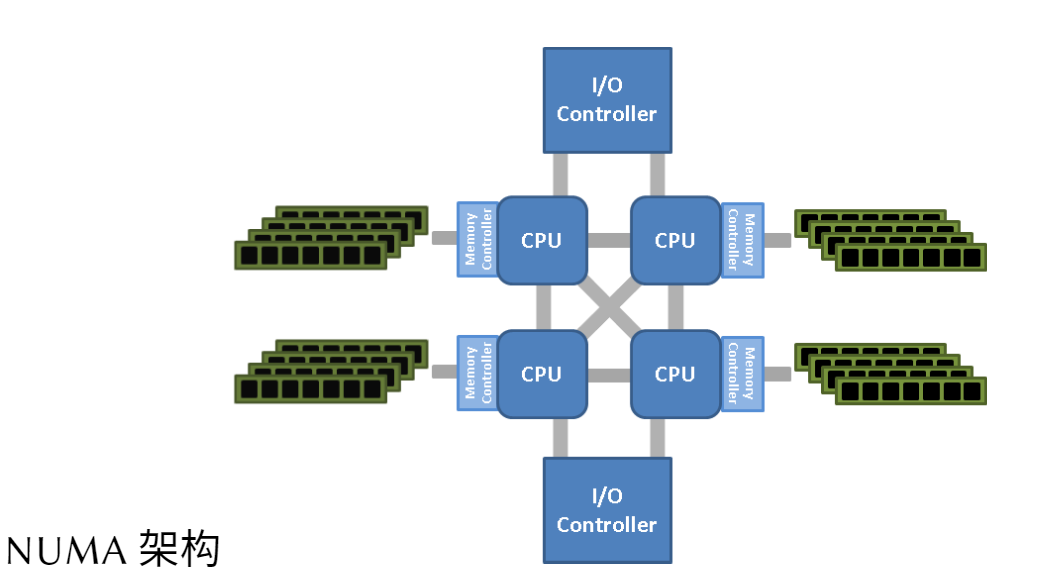 I/O
Controller
Memory
Controller
CPU
CPU
Memory
Controller
Memory
Controller
CPU
CPU
Memory
Controller
I/O
Controller
NUMA 架构